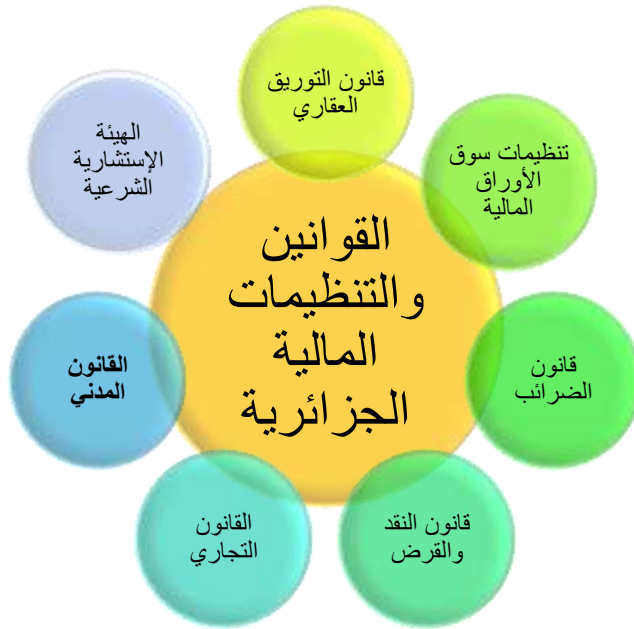 القوانين
والتنظيمات
المالية
الجزائرية
قانون التوريق
العقاري
تنظيمات سوق
الأوراق
المالية
قانون
الضرائب
قانون النقد
والقرض
القانون
التجاري
القانون
المدني
الهيئة
الإستشارية
الشرعية